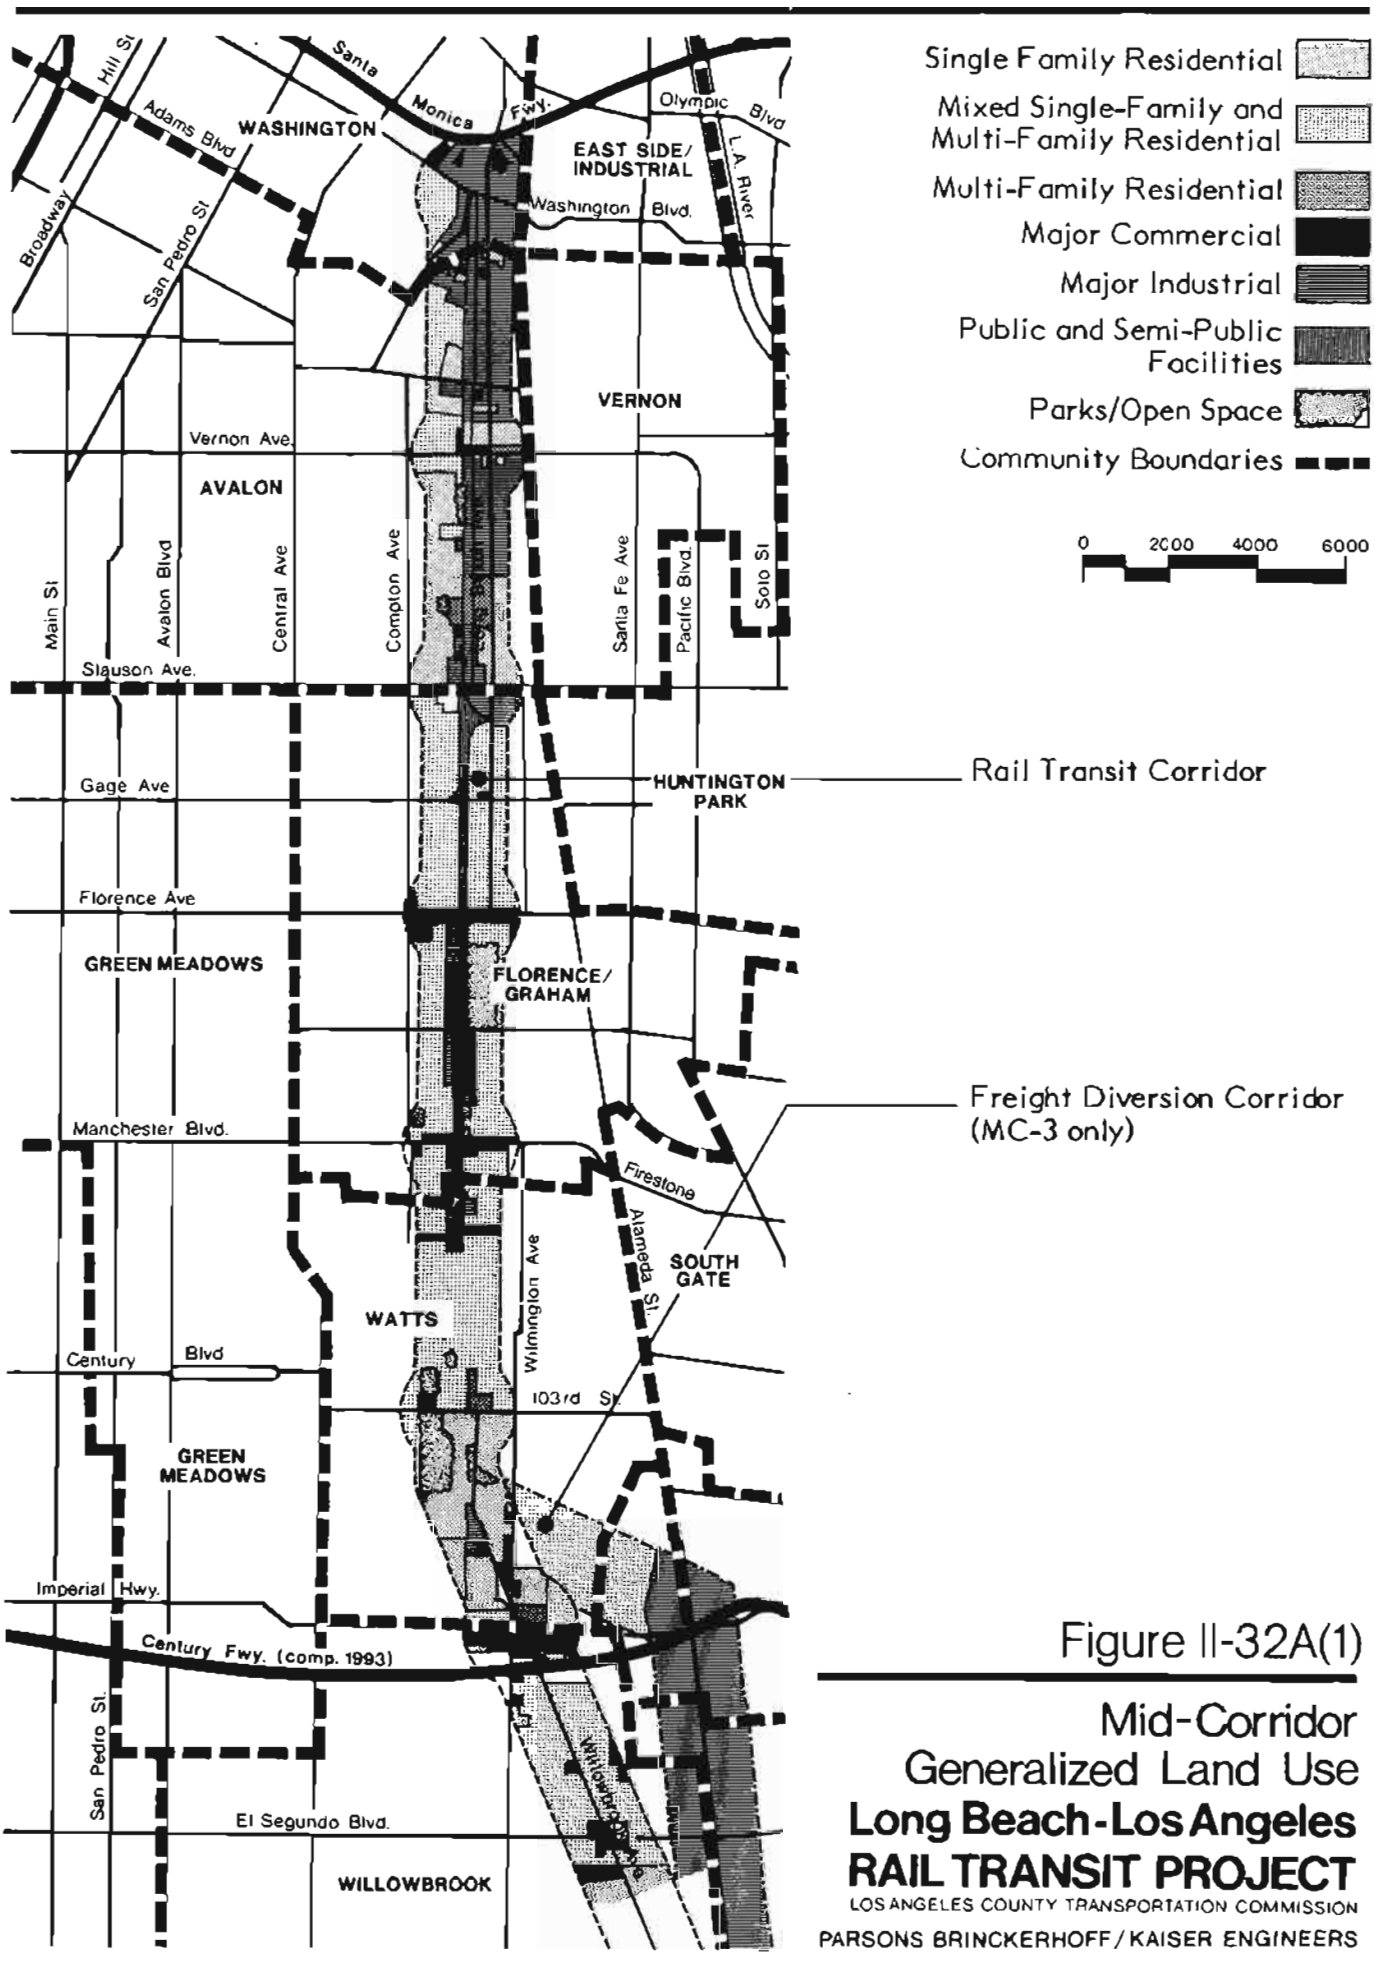 Single Family Residential
Mixed Single-Family and
Multi-Family Residential
Multi-Family Residential
Major Commercial
Major Industrial
Public and Semi-Public
Facilities
Parks/Open Space
Community Boundaries
0 2000 4000 6000
Hill St
Santa
Monica
Fwy.
Olympic Blvd
Adams Blvd
WASHINGTON
EAST SIDE/
INDUSTRIAL
L.A. River
Broadway
San Pedro St
Washington Blvd.
VERNON
Vernon Ave.
AVALON
Main St
Avalon Blvd
Central Ave
Compton Ave
Santa Fe Ave
Pacific Blvd.
Soto St
Slauson Ave.
Rail Transit Corridor
Gage Ave
HUNTINGTON
PARK
Florence Ave
GREEN MEADOWS
FLORENCE/
GRAHAM
Freight Diversion Corridor
(MC-3 only)
Manchester Blvd.
Firestone
Alameda St.
Wilmington Ave
SOUTH
GATE
WATTS
Century Blvd
103rd St.
GREEN
MEADOWS
Imperial Hwy.
Century Fwy. (comp. 1993)
San Pedro St.
El Segundo Blvd.
WILLOWBROOK
Figure II-32A(1)
Mid-Corridor
Generalized Land Use
Long Beach-Los Angeles
RAIL TRANSIT PROJECT
LOS ANGELES COUNTY TRANSPORTATION COMMISSION
PARSONS BRINCKERHOFF/KAISER ENGINEERS